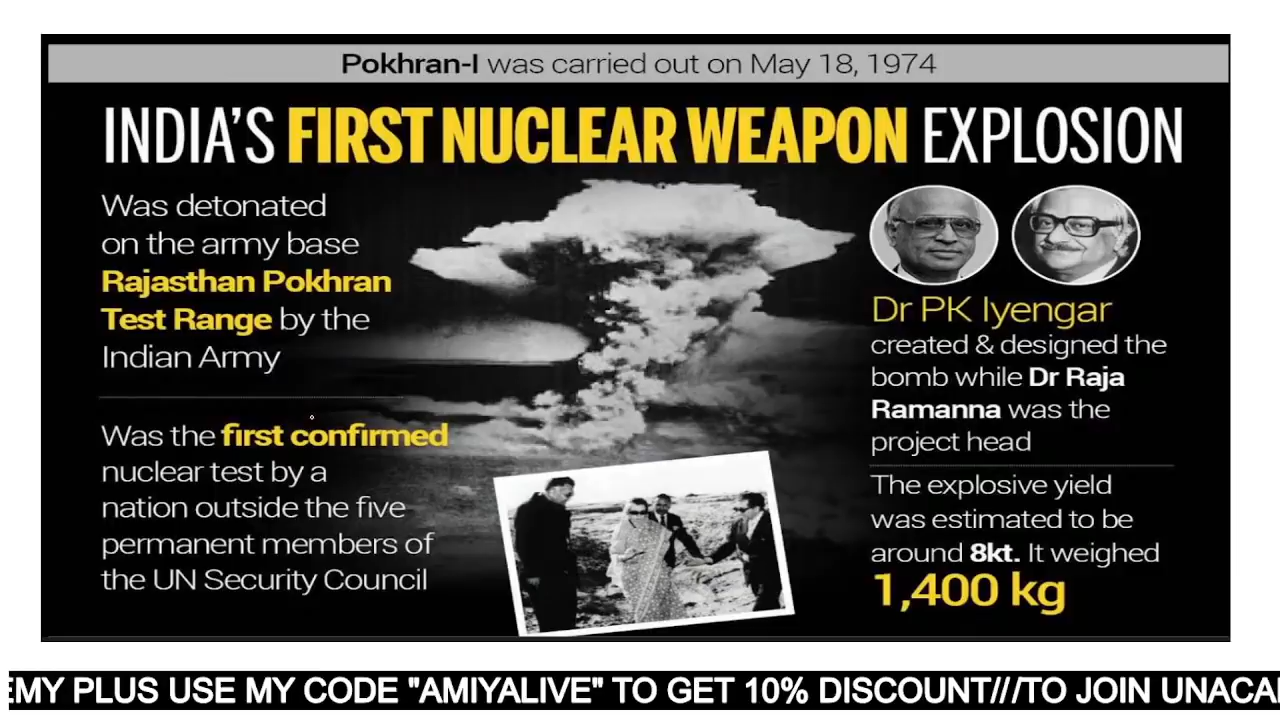 Pokhran-I was carried out on May 18, 1974
INDIA'S FIRST NUCLEAR WEAPON EXPLOSION
Was detonated
on the army base
Rajasthan Pokhran
Test Range by the
Indian Army
Was the first confirmed
nuclear test by a
nation outside the five
permanent members of
the UN Security Council
Dr PK Iyengar
created & designed the
bomb while Dr Raja
Ramanna was the
project head
The explosive yield
was estimated to be
around 8kt. It weighed
1,400 kg
EMY PLUS USE MY CODE "AMIYALIVE" TO GET 10% DISCOUNT///TO JOIN UNACA